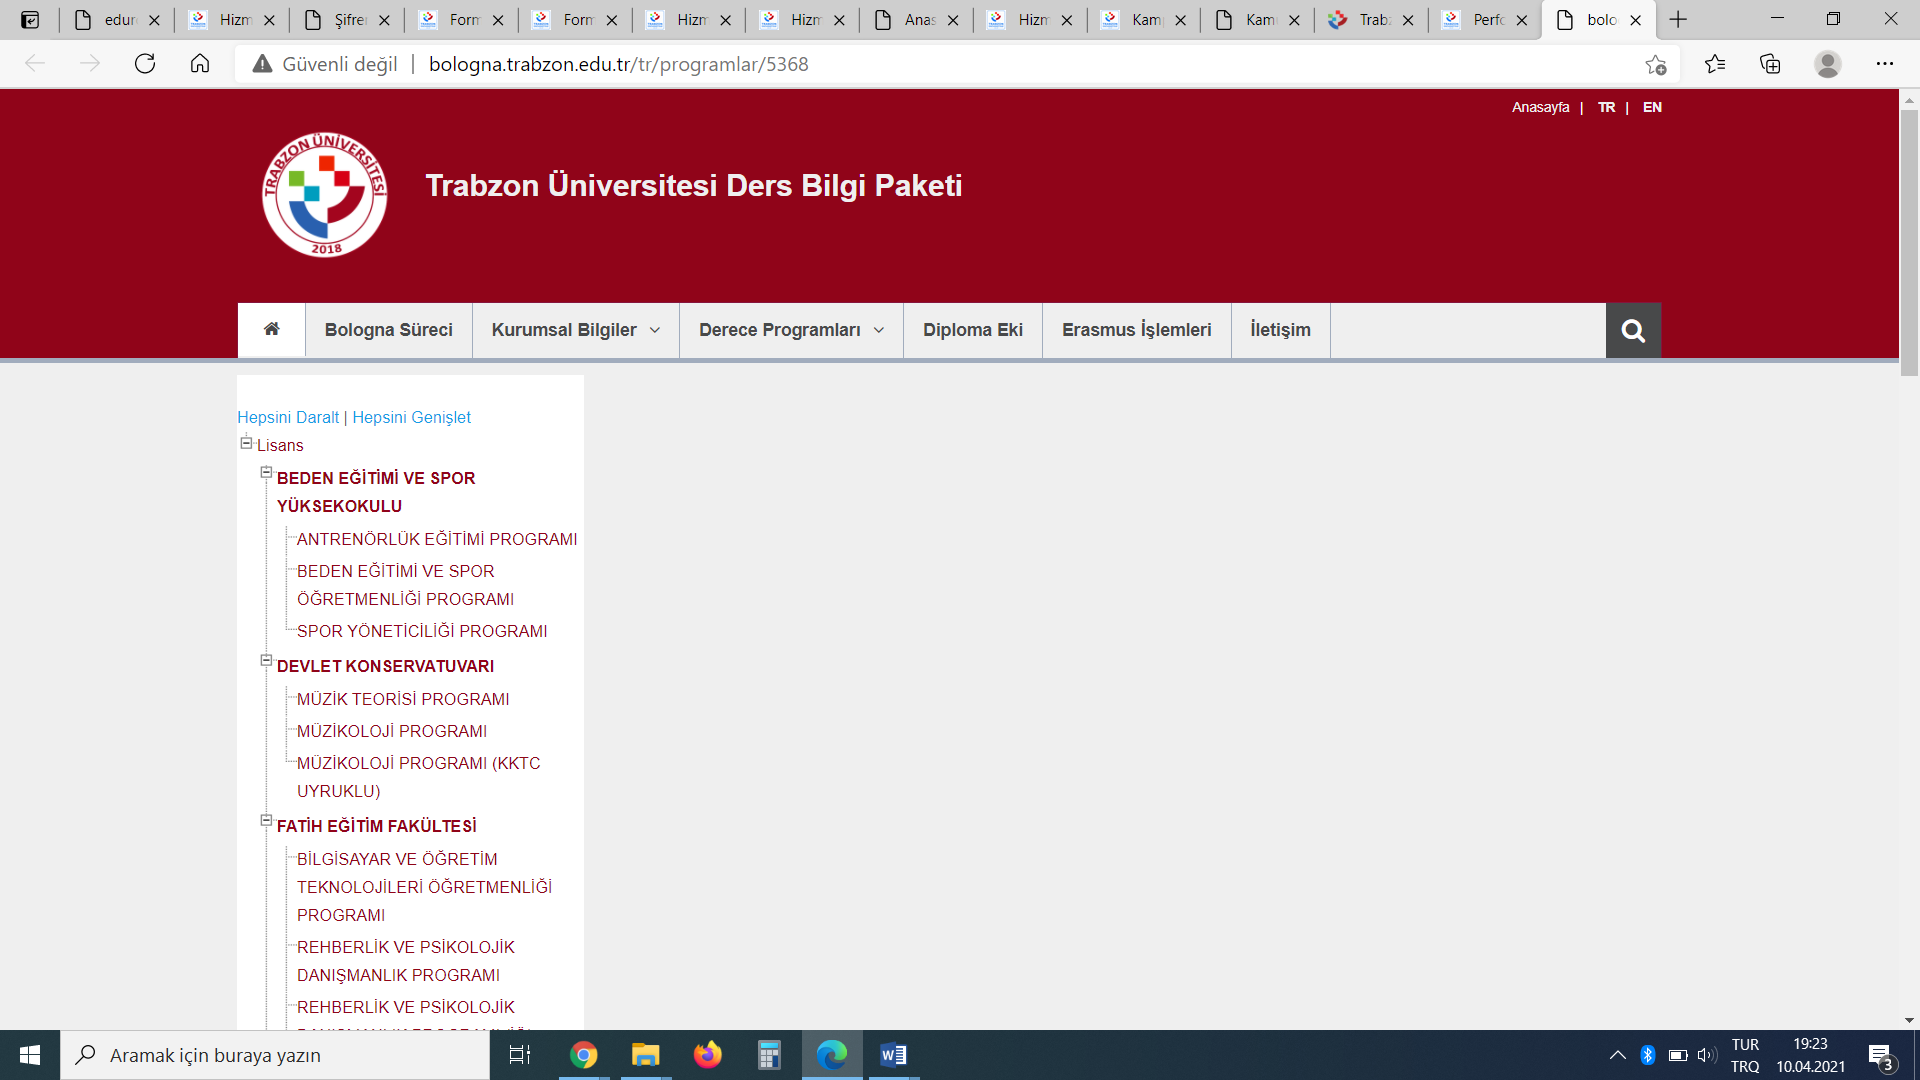 edur
Hizm
Şifre
Form
Form
Hizm
Hizm
Anas
Hizm
Kam
Kam
Trabz
Perfo
bolo
Güvenli değil | bologna.trabzon.edu.tr/tr/programlar/5368
Anasayfa | TR | EN
TRABZON ÜNİVERSİTESİ
2018
Trabzon Üniversitesi Ders Bilgi Paketi
Bologna Süreci
Kurumsal Bilgiler
Derece Programları
Diploma Eki
Erasmus İşlemleri
İletişim
Hepsini Daralt | Hepsini Genişlet
Lisans
BEDEN EĞİTİMİ VE SPOR
YÜKSEKOKULU
ANTRENÖRLÜK EĞİTİMİ PROGRAMI
BEDEN EĞİTİMİ VE SPOR
ÖĞRETMENLİĞİ PROGRAMI
SPOR YÖNETİCİLİĞİ PROGRAMI
DEVLET KONSERVATUVARI
MÜZİK TEORİSİ PROGRAMI
MÜZİKOLOJİ PROGRAMI
MÜZİKOLOJİ PROGRAMI (KKTC
UYRUKLU)
FATİH EĞİTİM FAKÜLTESİ
BİLGİSAYAR VE ÖĞRETİM
TEKNOLOJİLERİ ÖĞRETMENLİĞİ
PROGRAMI
REHBERLİK VE PSİKOLOJİK
DANIŞMANLIK PROGRAMI
REHBERLİK VE PSİKOLOJİK
Aramak için buraya yazın
TUR
TRQ
19:23
10.04.2021
3